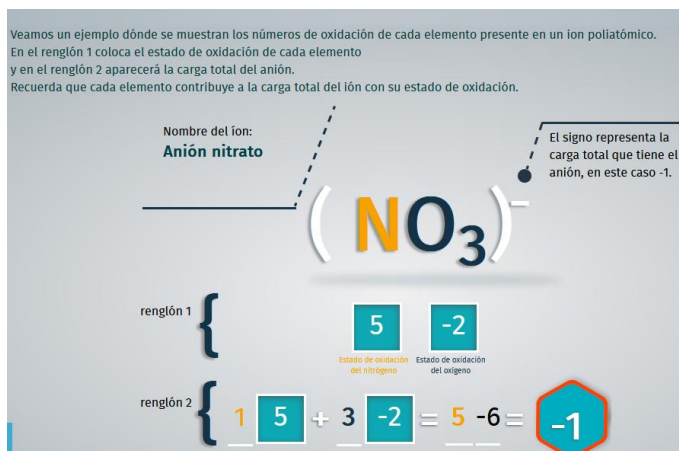 Veamos un ejemplo dónde se muestran los números de oxidación de cada elemento presente en un ion poliatómico.
En el renglón 1 coloca el estado de oxidación de cada elemento
y en el renglón 2 aparecerá la carga total del anión.
Recuerda que cada elemento contribuye a la carga total del ión con su estado de oxidación.
Nombre del íon:
Anión nitrato
El signo representa la
carga total que tiene el
anión, en este caso -1.
(NO₃)⁻
renglón 1 { 5 -2
Estado de oxidación
del nitrógeno
Estado de oxidación
del oxígeno
renglón 2 { 1 5 + 3 -2 = 5 -6 = -1